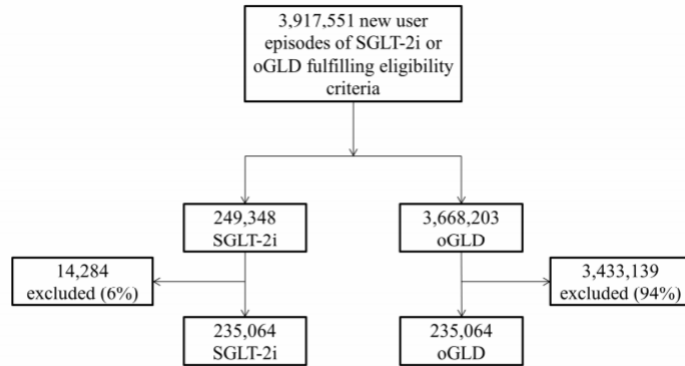 3,917,551 new user
episodes of SGLT-2i or
oGLD fulfilling eligibility
criteria
249,348
SGLT-2i
3,668,203
oGLD
14,284
excluded (6%)
3,433,139
excluded (94%)
235,064
SGLT-2i
235,064
oGLD